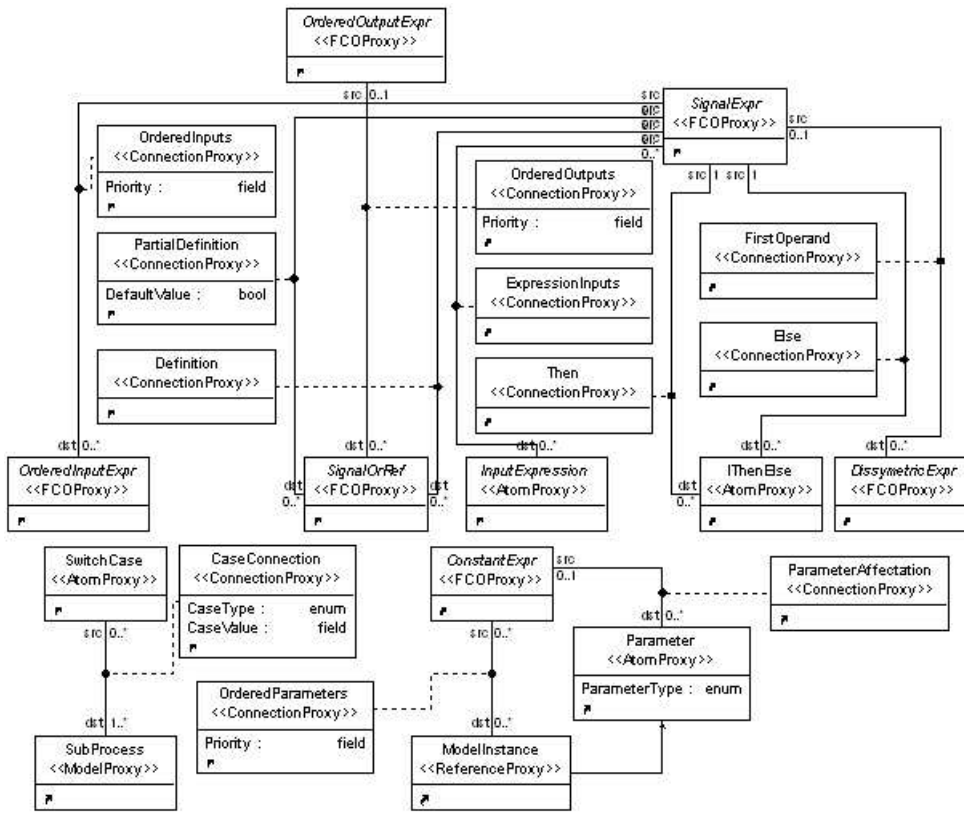 OrderedOutputExpr
<<FCOProxy>>
src 0..1
src
src
src
src
0..*
SignalExpr
<<FCOProxy>>
src
0..1
src 1 src 1
OrderedInputs
<<ConnectionProxy>>
Priority : field
OrderedOutputs
<<ConnectionProxy>>
Priority : field
PartialDefinition
<<ConnectionProxy>>
DefaultValue : bool
FirstOperand
<<ConnectionProxy>>
ExpressionInputs
<<ConnectionProxy>>
Definition
<<ConnectionProxy>>
Then
<<ConnectionProxy>>
Else
<<ConnectionProxy>>
dst 0..*
dst 0..*
dst 0..*
dst 0..*
dst 0..*
OrderedInputExpr
<<FCOProxy>>
dst
0..*
SignalOrRef
<<FCOProxy>>
dst
0..*
InputExpression
<<AtomProxy>>
dst
0..*
IThenElse
<<AtomProxy>>
DissymetricExpr
<<FCOProxy>>
SwitchCase
<<AtomProxy>>
src 0..*
CaseConnection
<<ConnectionProxy>>
CaseType : enum
CaseValue : field
ConstantExpr
<<FCOProxy>>
src
0..1
src 0..*
ParameterAffectation
<<ConnectionProxy>>
dst 0..*
Parameter
<<AtomProxy>>
ParameterType : enum
OrderedParameters
<<ConnectionProxy>>
Priority : field
dst 1..*
SubProcess
<<ModelProxy>>
dst 0..*
ModelInstance
<<ReferenceProxy>>